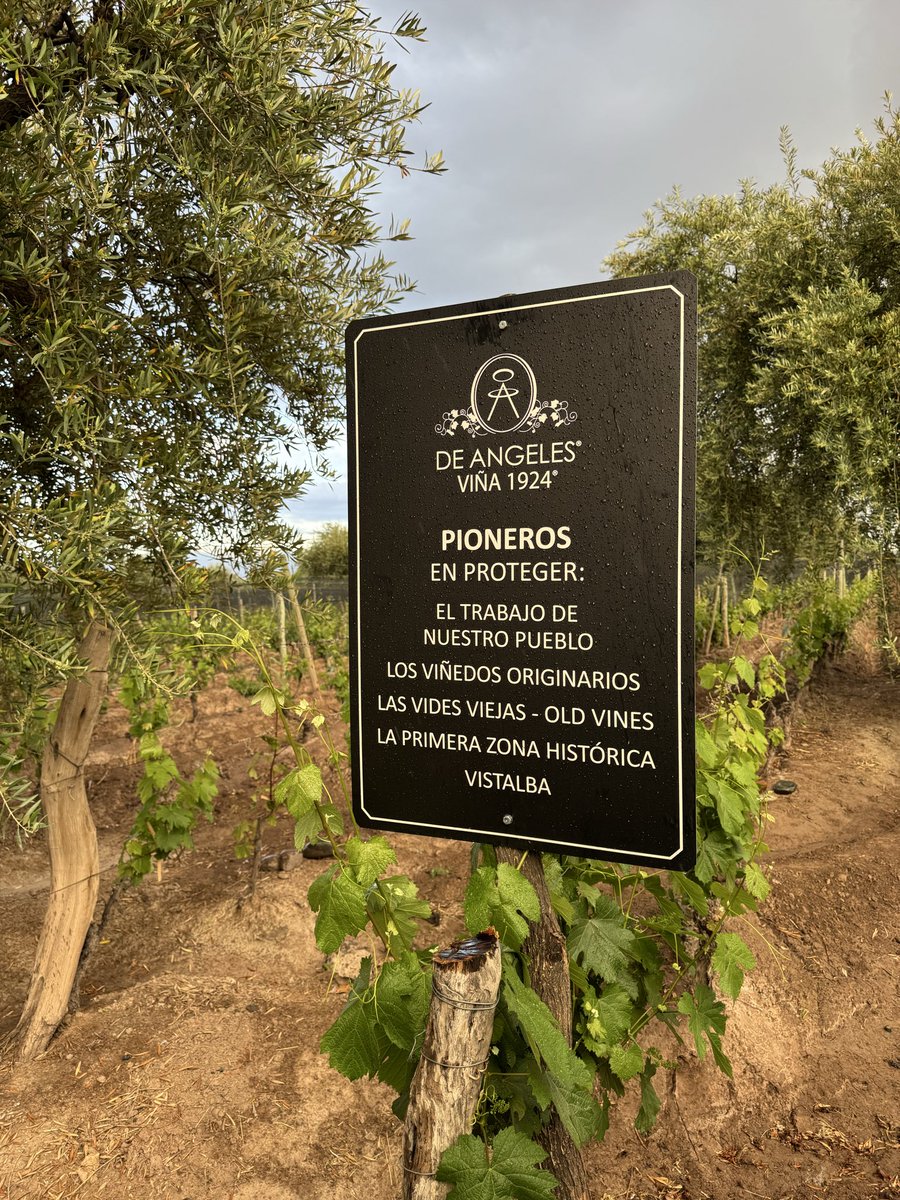 DE ANGELES®
VIÑA 1924®
PIONEROS
EN PROTEGER:
EL TRABAJO DE
NUESTRO PUEBLO
LOS VIÑEDOS ORIGINARIOS
LAS VIDES VIEJAS - OLD VINES
LA PRIMERA ZONA HISTÓRICA
VISTALBA